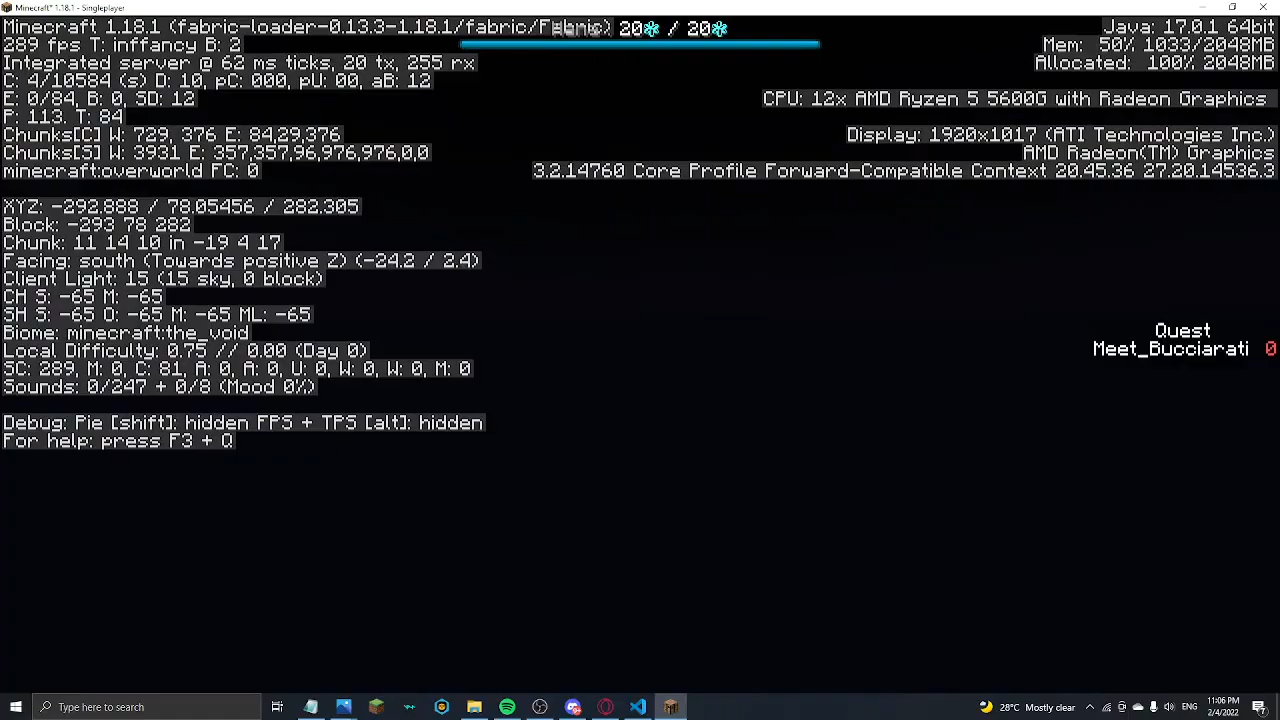 Minecraft* 1.18.1 - Singleplayer
Minecraft 1.18.1 (fabric-loader-0.13.3-1.18.1/fabric/Fabric)
20 / 20
Java: 17.0.1 64bit
289 fps T: inffancy B: 2
Mem: 50% 1033/2048MB
Integrated server @ 62 ms ticks, 20 tx, 255 rx
Allocated: 100% 2048MB
C: 4/10584 (s) D: 10, pC: 000, pU: 00, aB: 12
E: 0/84, B: 0, SD: 12
CPU: 12x AMD Ryzen 5 5600G with Radeon Graphics
P: 113. T: 84
Chunks[C] W: 729, 376 E: 84,29,376
Display: 1920x1017 (ATI Technologies Inc.)
Chunks[S] W: 3931 E: 357,357,96,976,976,0,0
AMD Radeon(TM) Graphics
minecraft:overworld FC: 0
3.2.14760 Core Profile Forward-Compatible Context 20.45.36 27.20.14536.3
XYZ: -292.888 / 78.05456 / 282.305
Block: -293 78 282
Chunk: 11 14 10 in -19 4 17
Facing: south (Towards positive Z) (-24.2 / 2.4)
Client Light: 15 (15 sky, 0 block)
CH S: -65 M: -65
SH S: -65 O: -65 M: -65 ML: -65
Biome: minecraft:the_void
Quest
Local Difficulty: 0.75 // 0.00 (Day 0)
Meet_Bucciarati 0
SC: 289, M: 0, C: 81, A: 0, A: 0, U: 0, W: 0, W: 0, M: 0
Sounds: 0/247 + 0/8 (Mood 0%)
Debug: Pie [shift]: hidden FPS + TPS [alt]: hidden
For help: press F3 + Q
Type here to search
28°C Mostly clear
ENG
11:06 PM
2/4/2022